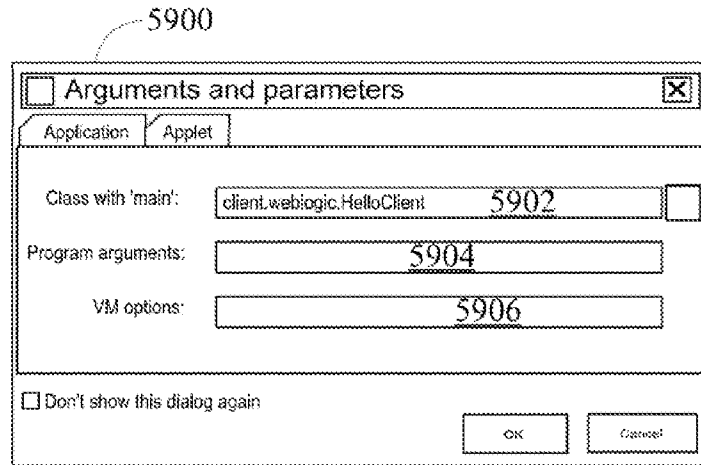 5900
Arguments and parameters
Application Applet
Class with 'main': client.weblogic.HelloClient 5902
Program arguments: 5904
VM options: 5906
Don't show this dialog again
OK Cancel